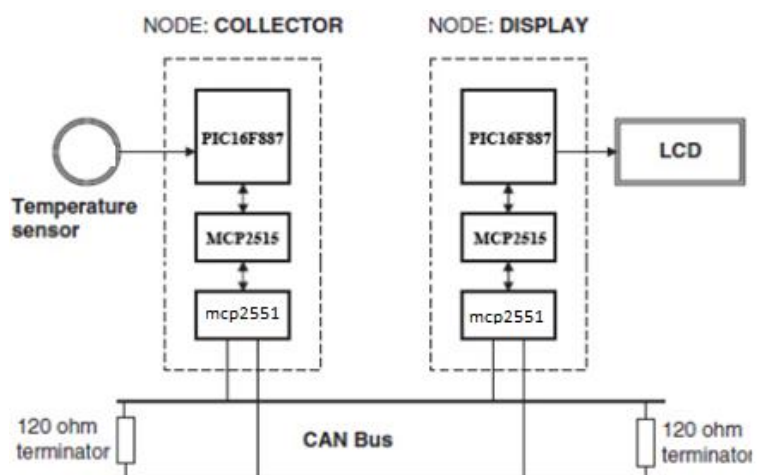 NODE: COLLECTOR
NODE: DISPLAY
PIC16F887
PIC16F887
LCD
Temperature
sensor
MCP2515
MCP2515
mcp2551
mcp2551
120 ohm
terminator
CAN Bus
120 ohm
terminator